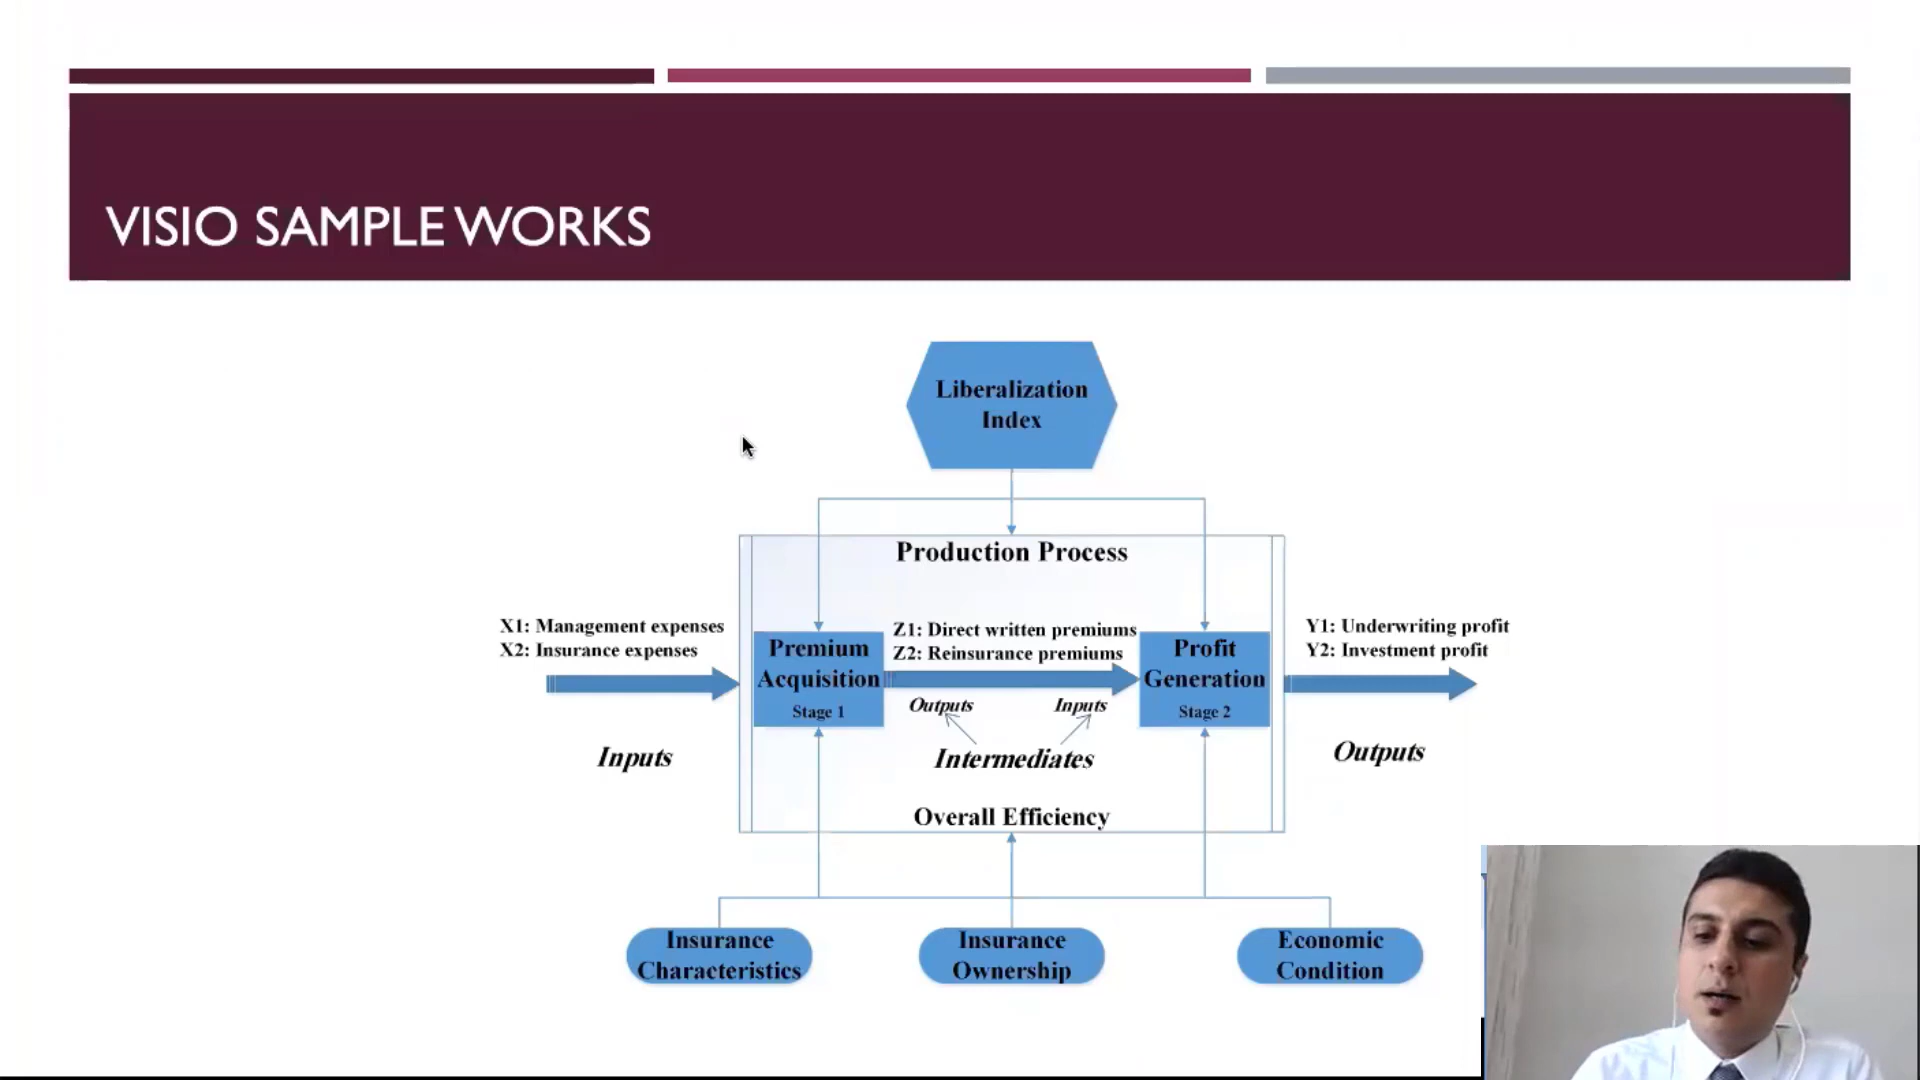 VISIO SAMPLE WORKS
Liberalization
Index
Production Process
X1: Management expenses
X2: Insurance expenses
Premium
Acquisition
Stage 1
Z1: Direct written premiums
Z2: Reinsurance premiums
Profit
Generation
Stage 2
Y1: Underwriting profit
Y2: Investment profit
Outputs
Inputs
Inputs
Intermediates
Outputs
Overall Efficiency
Insurance
Characteristics
Insurance
Ownership
Economic
Condition